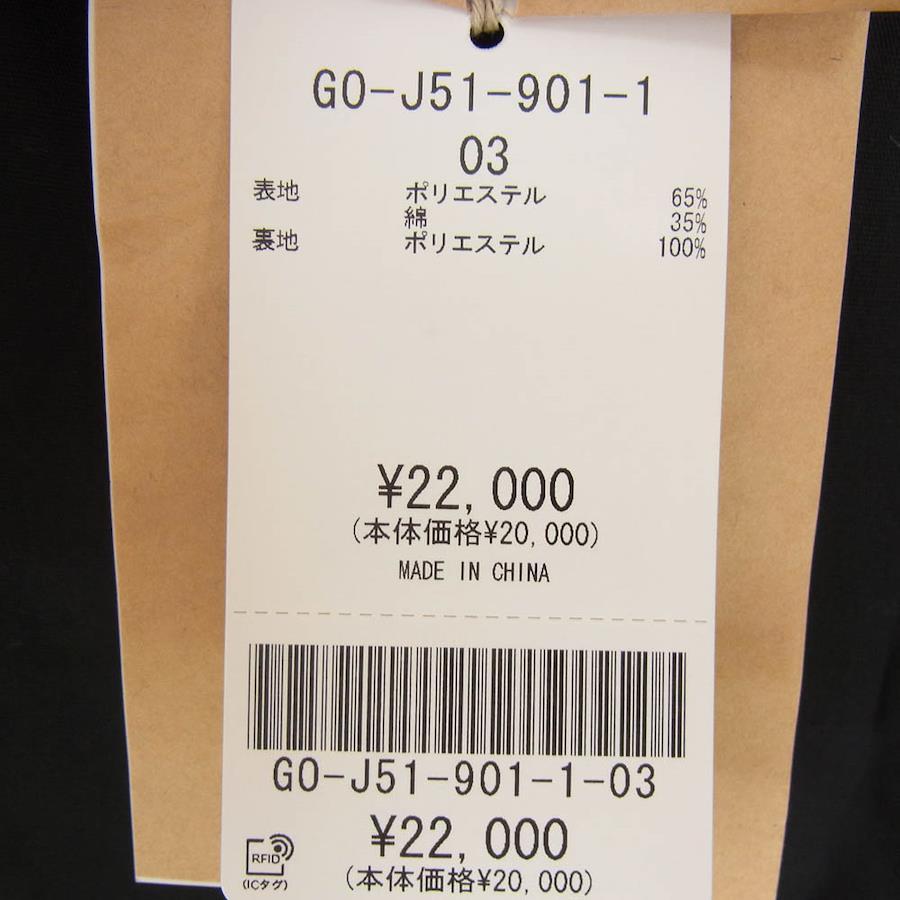 GO-J51-901-1
03
表地 ポリエステル 65%
綿 35%
裏地 ポリエステル 100%
¥22,000
(本体価格¥20,000)
MADE IN CHINA
GO-J51-901-1-03
¥22,000
(本体価格¥20,000)
RFID
(ICタグ)